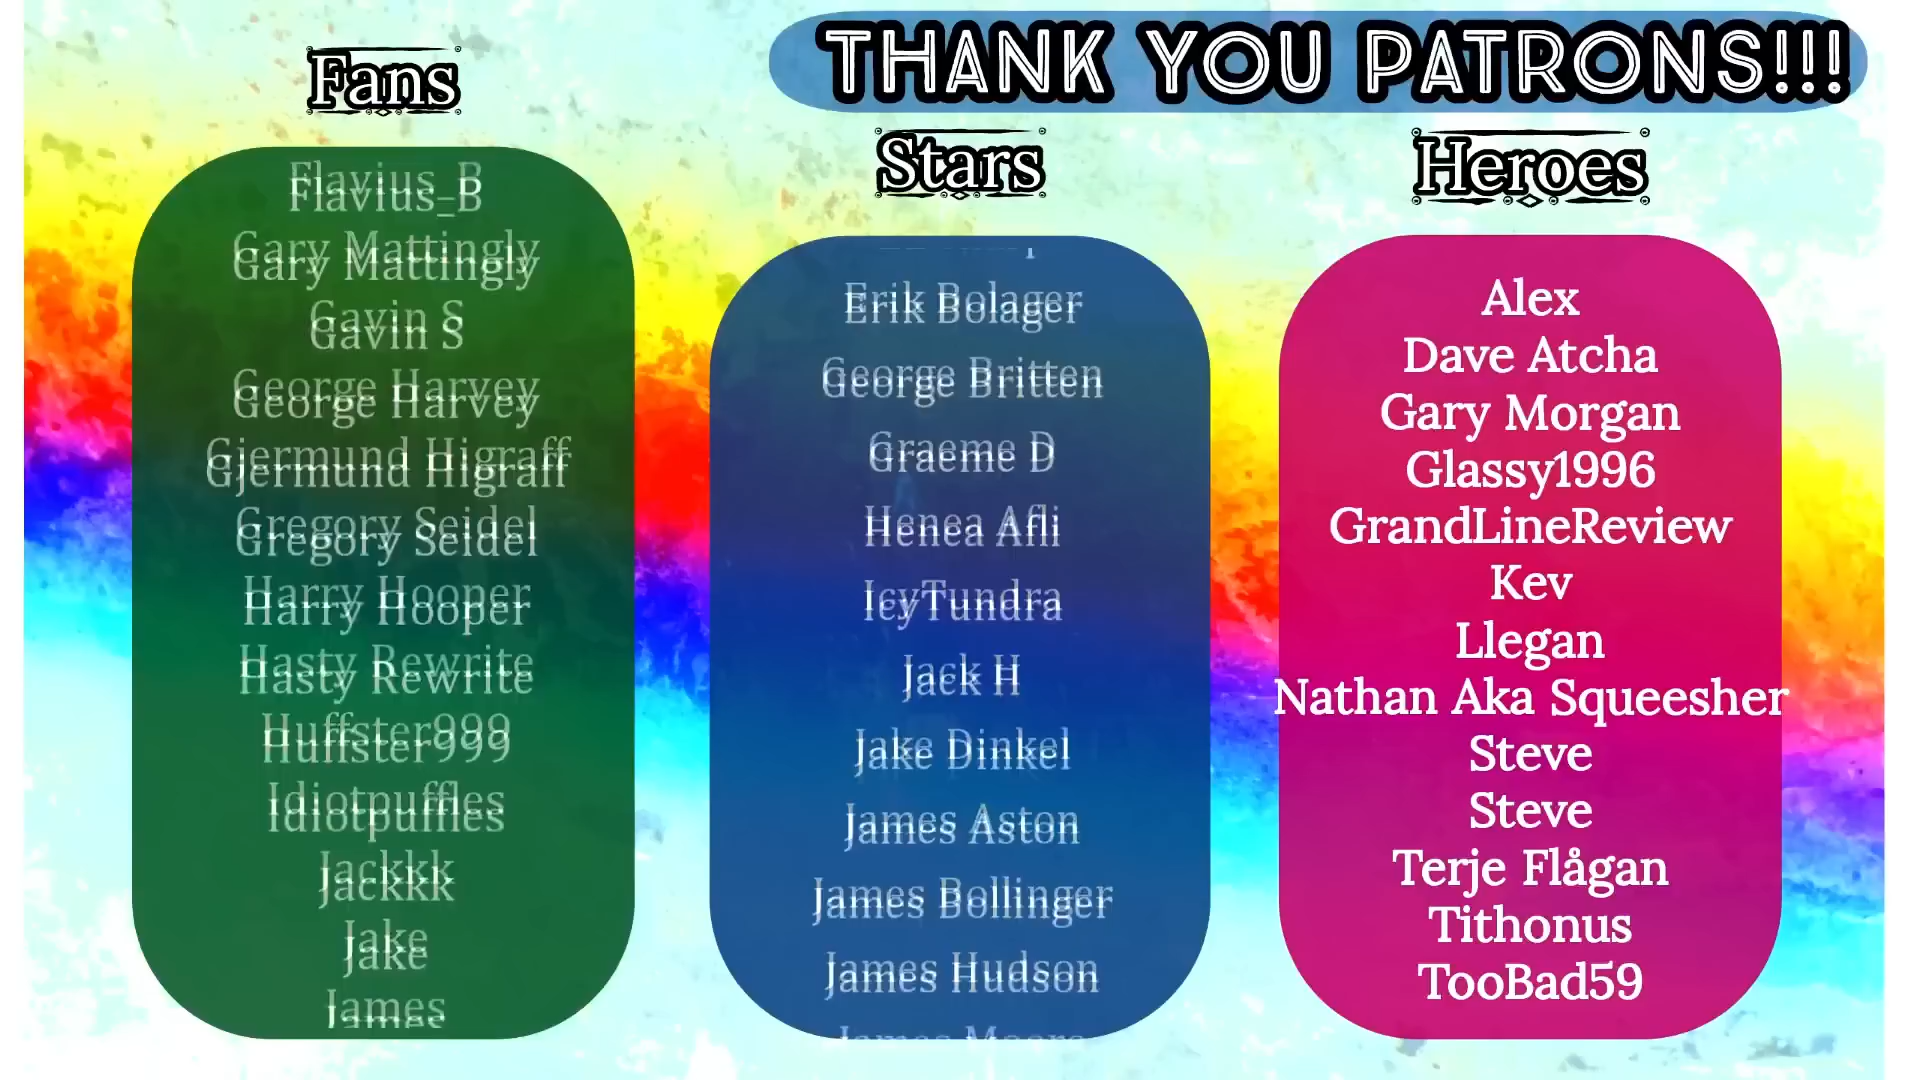 THANK YOU PATRONS!!!
Fans
Flavius_B
Gary Mattingly
Gavin S
George Harvey
Gjermund Higraff
Gregory Seidel
Harry Hooper
Hasty Rewrite
Huffster999
Idiotpuffles
Jackkk
Jake
James
Stars
Erik Bolager
George Britten
Graeme D
Henea Afli
IcyTundra
Jack H
Jake Dinkel
James Aston
James Bollinger
James Hudson
James
Heroes
Alex
Dave Atcha
Gary Morgan
Glassy1996
GrandLineReview
Kev
Llegan
Nathan Aka Squeesher
Steve
Steve
Terje Flågan
Tithonus
TooBad59